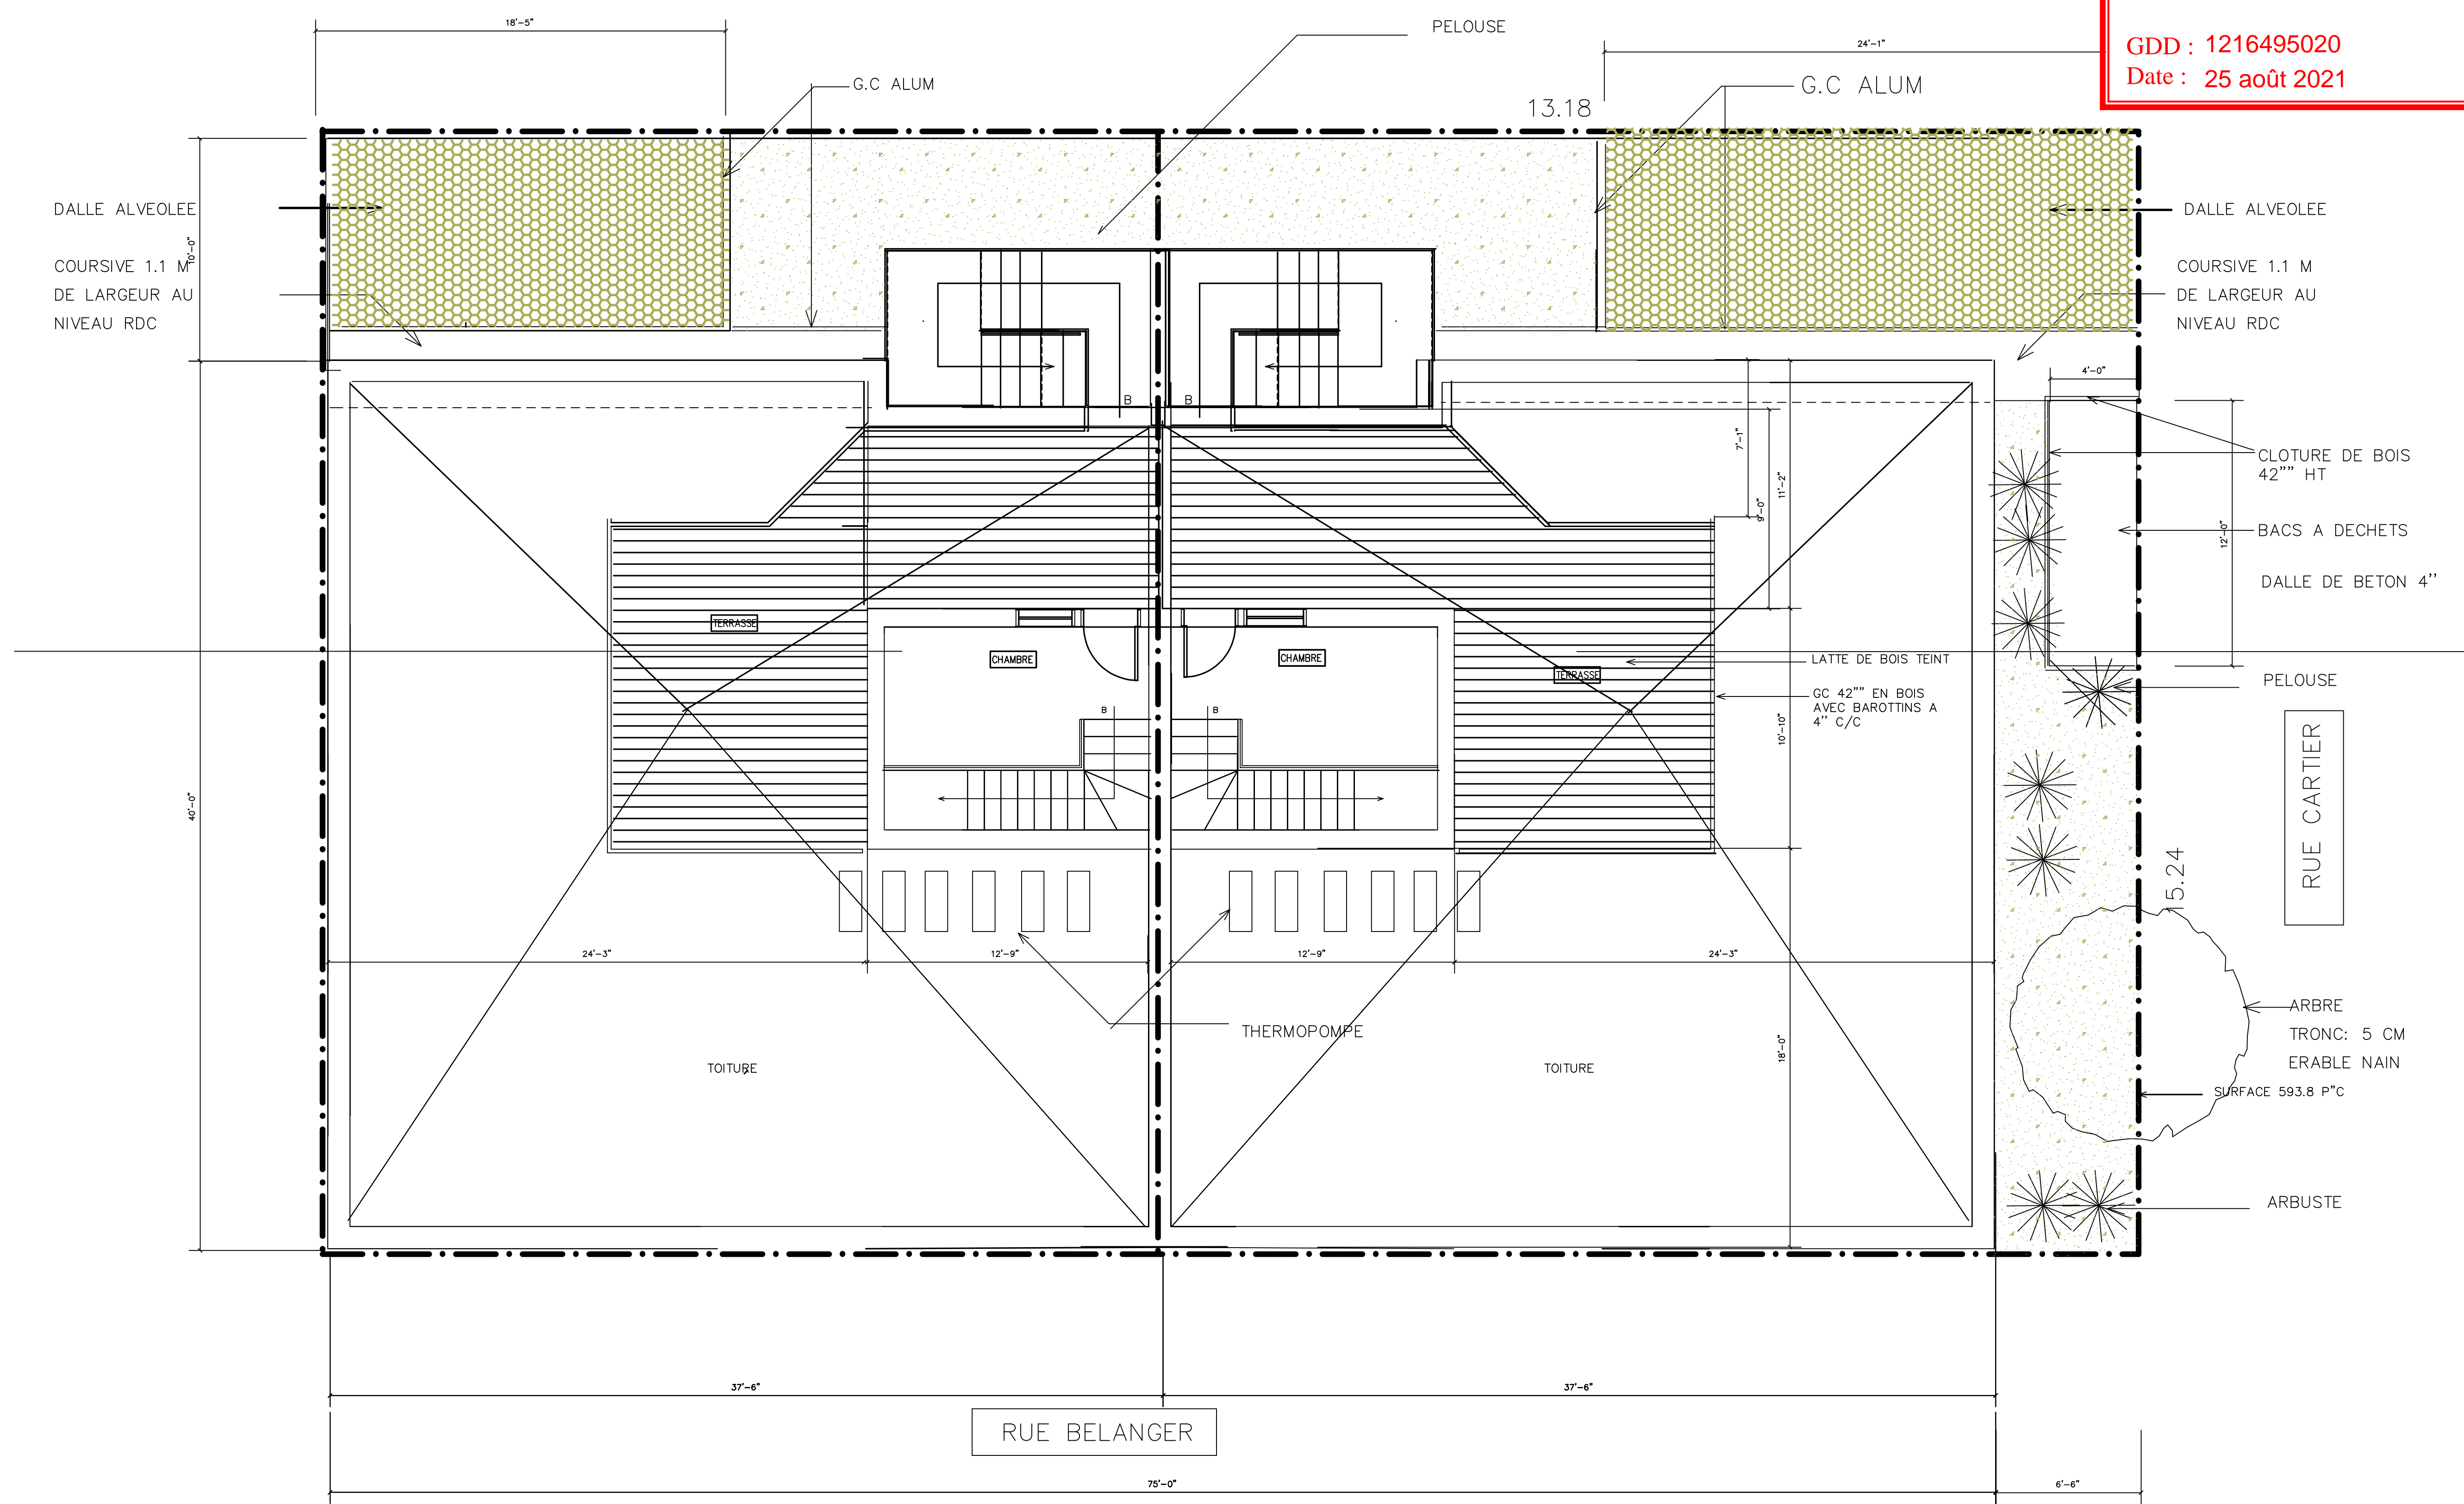 18'-5"
PELOUSE
24'-1"
GDD : 1216495020
Date : 25 août 2021
G.C ALUM
G.C ALUM
13.18
DALLE ALVEOLEE
DALLE ALVEOLEE
10'-0"
COURSIVE 1.1 M
DE LARGEUR AU
NIVEAU RDC
COURSIVE 1.1 M
DE LARGEUR AU
NIVEAU RDC
4'-0"
B
B
7'-1"
11'-2"
9'-0"
CLOTURE DE BOIS
42"" HT
12'-0"
BACS A DECHETS
DALLE DE BETON 4''
TERRASSE
CHAMBRE
CHAMBRE
LATTE DE BOIS TEINT
TERRASSE
PELOUSE
GC 42"" EN BOIS
AVEC BAROTTINS A
4'' C/C
B
B
10'-10"
RUE CARTIER
40'-0"
15.24
24'-3"
12'-9"
12'-9"
24'-3"
ARBRE
TRONC: 5 CM
ERABLE NAIN
THERMOPOMPE
18'-0"
TOITURE
TOITURE
SURFACE 593.8 P"C
ARBUSTE
37'-6"
37'-6"
RUE BELANGER
75'-0"
6'-6"